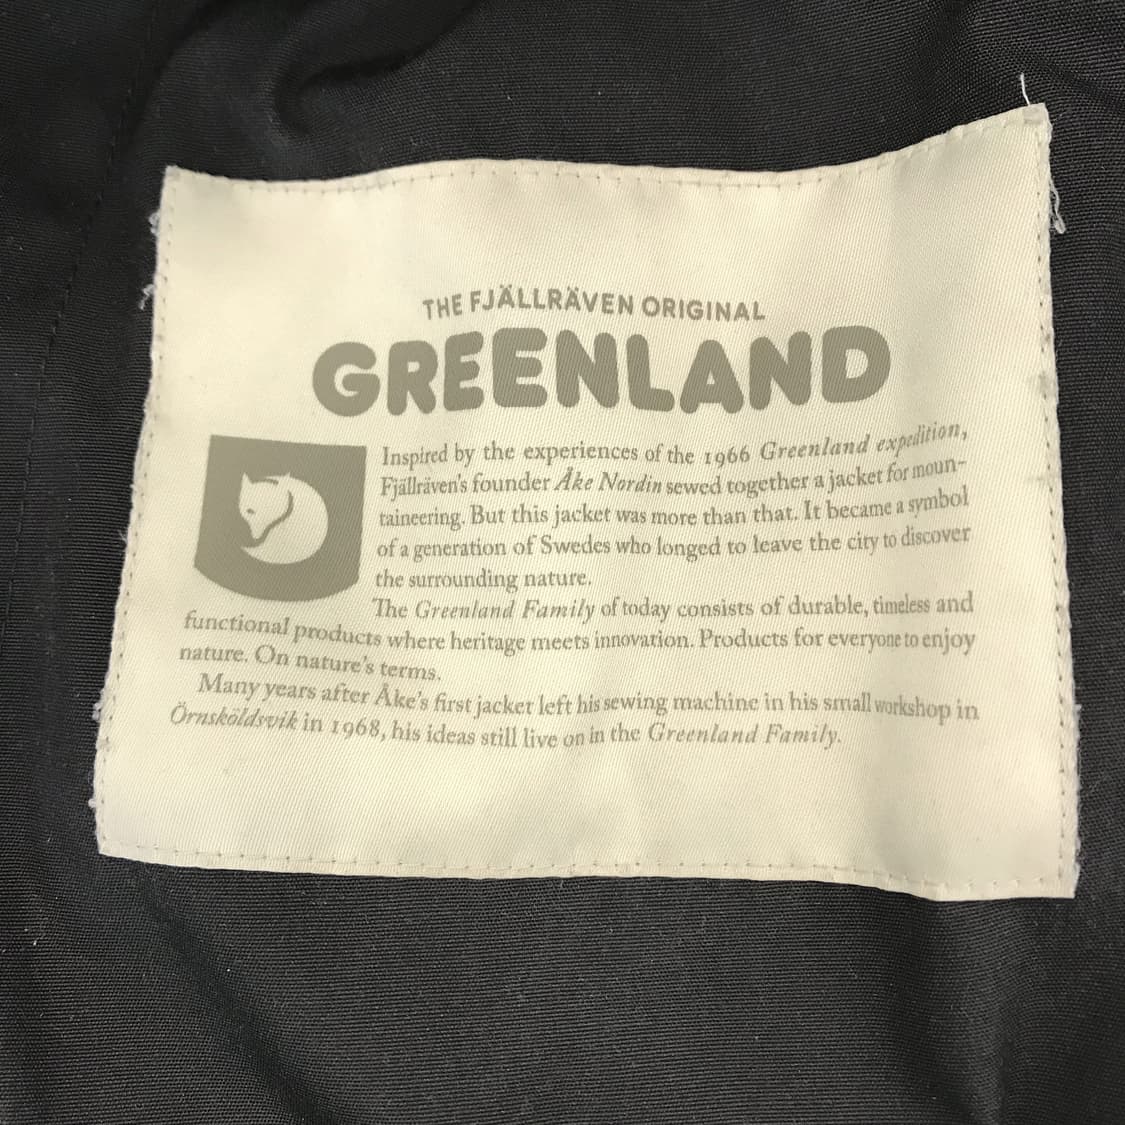 THE FJÄLLRÄVEN ORIGINAL
GREENLAND
Inspired by the experiences of the 1966 Greenland expedition,
Fjällräven's founder Åke Nordin sewed together a jacket for moun-
taineering. But this jacket was more than that. It became a symbol
of a generation of Swedes who longed to leave the city to discover
the surrounding nature.
The Greenland Family of today consists of durable, timeless and
functional products where heritage meets innovation. Products for everyone to enjoy
nature. On nature's terms.
Many years after Åke's first jacket left his sewing machine in his small workshop in
Örnsköldsvik in 1968, his ideas still live on in the Greenland Family.